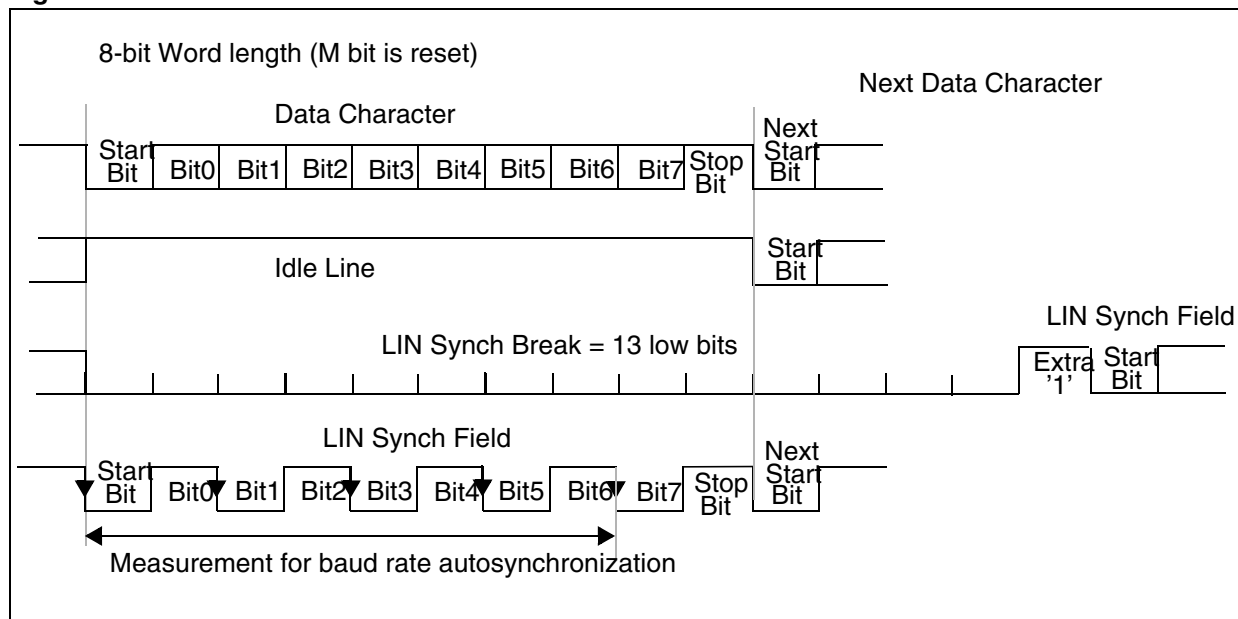 8-bit Word length (M bit is reset)
Next Data Character
Data Character
Start Bit
Bit0
Bit1
Bit2
Bit3
Bit4
Bit5
Bit6
Bit7
Stop Bit
Next Start Bit
Idle Line
Start Bit
LIN Synch Field
LIN Synch Break = 13 low bits
Extra '1'
Start Bit
LIN Synch Field
Start Bit
Bit0
Bit1
Bit2
Bit3
Bit4
Bit5
Bit6
Bit7
Stop Bit
Next Start Bit
Measurement for baud rate autosynchronization